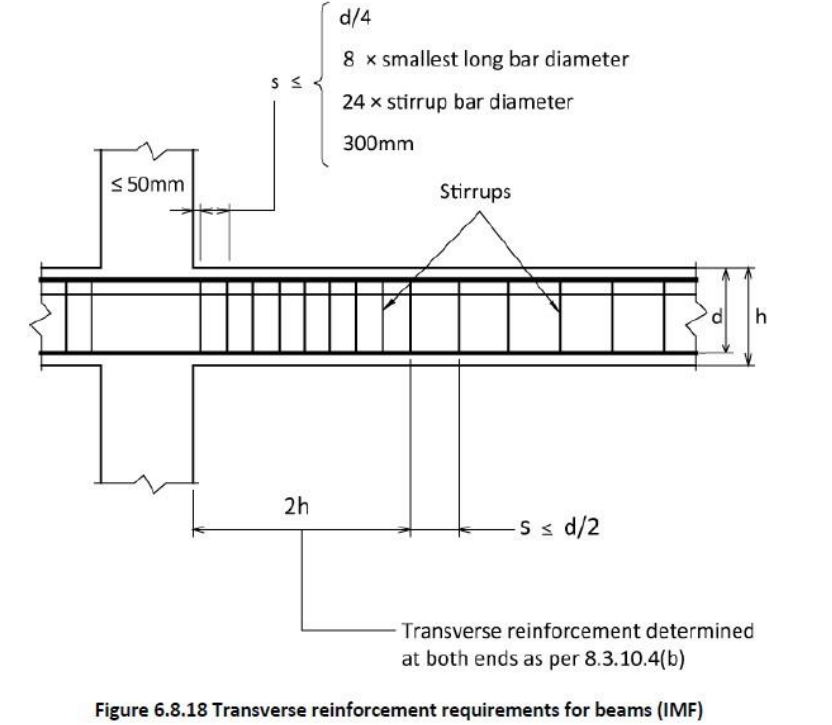 d/4
8 × smallest long bar diameter
s ≤
24 × stirrup bar diameter
300mm
≤ 50mm
Stirrups
d
h
2h
s ≤ d/2
Transverse reinforcement determined
at both ends as per 8.3.10.4(b)
Figure 6.8.18 Transverse reinforcement requirements for beams (IMF)